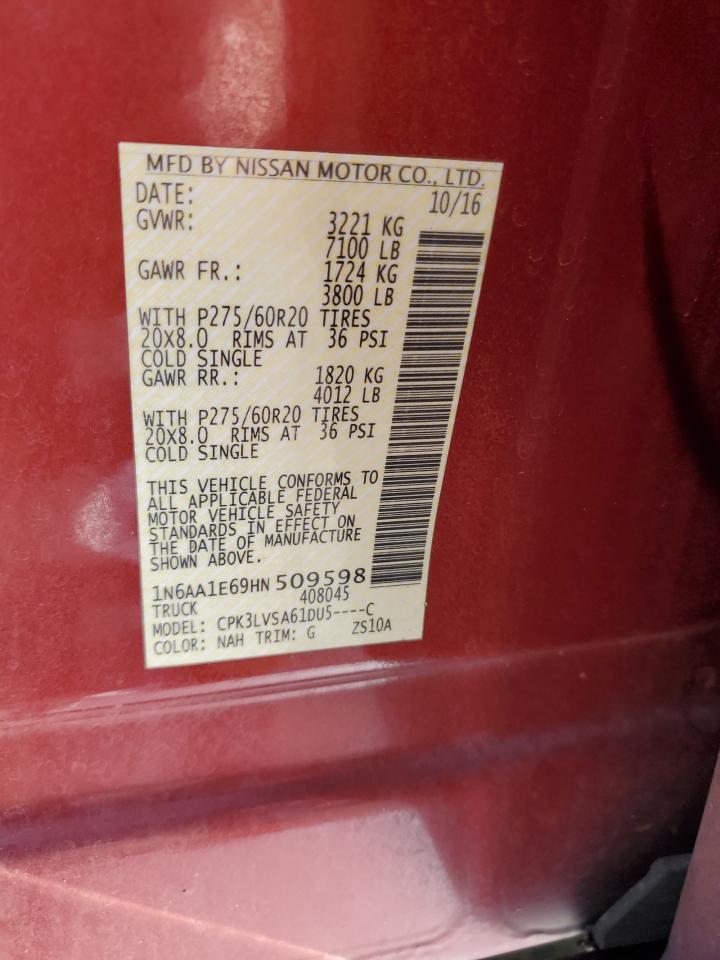 MFD BY NISSAN MOTOR CO., LTD.
DATE: 10/16
GVWR: 3221 KG
7100 LB
GAWR FR.: 1724 KG
3800 LB
WITH P275/60R20 TIRES
20X8.0 RIMS AT 36 PSI
COLD SINGLE
GAWR RR.: 1820 KG
4012 LB
WITH P275/60R20 TIRES
20X8.0 RIMS AT 36 PSI
COLD SINGLE
THIS VEHICLE CONFORMS TO
ALL APPLICABLE FEDERAL
MOTOR VEHICLE SAFETY
STANDARDS IN EFFECT ON
THE DATE OF MANUFACTURE
SHOWN ABOVE.
1N6AA1E69HN 509598
TRUCK 408045
MODEL: CPK3LVSA61DU5----C
COLOR: NAH TRIM: G ZS10A